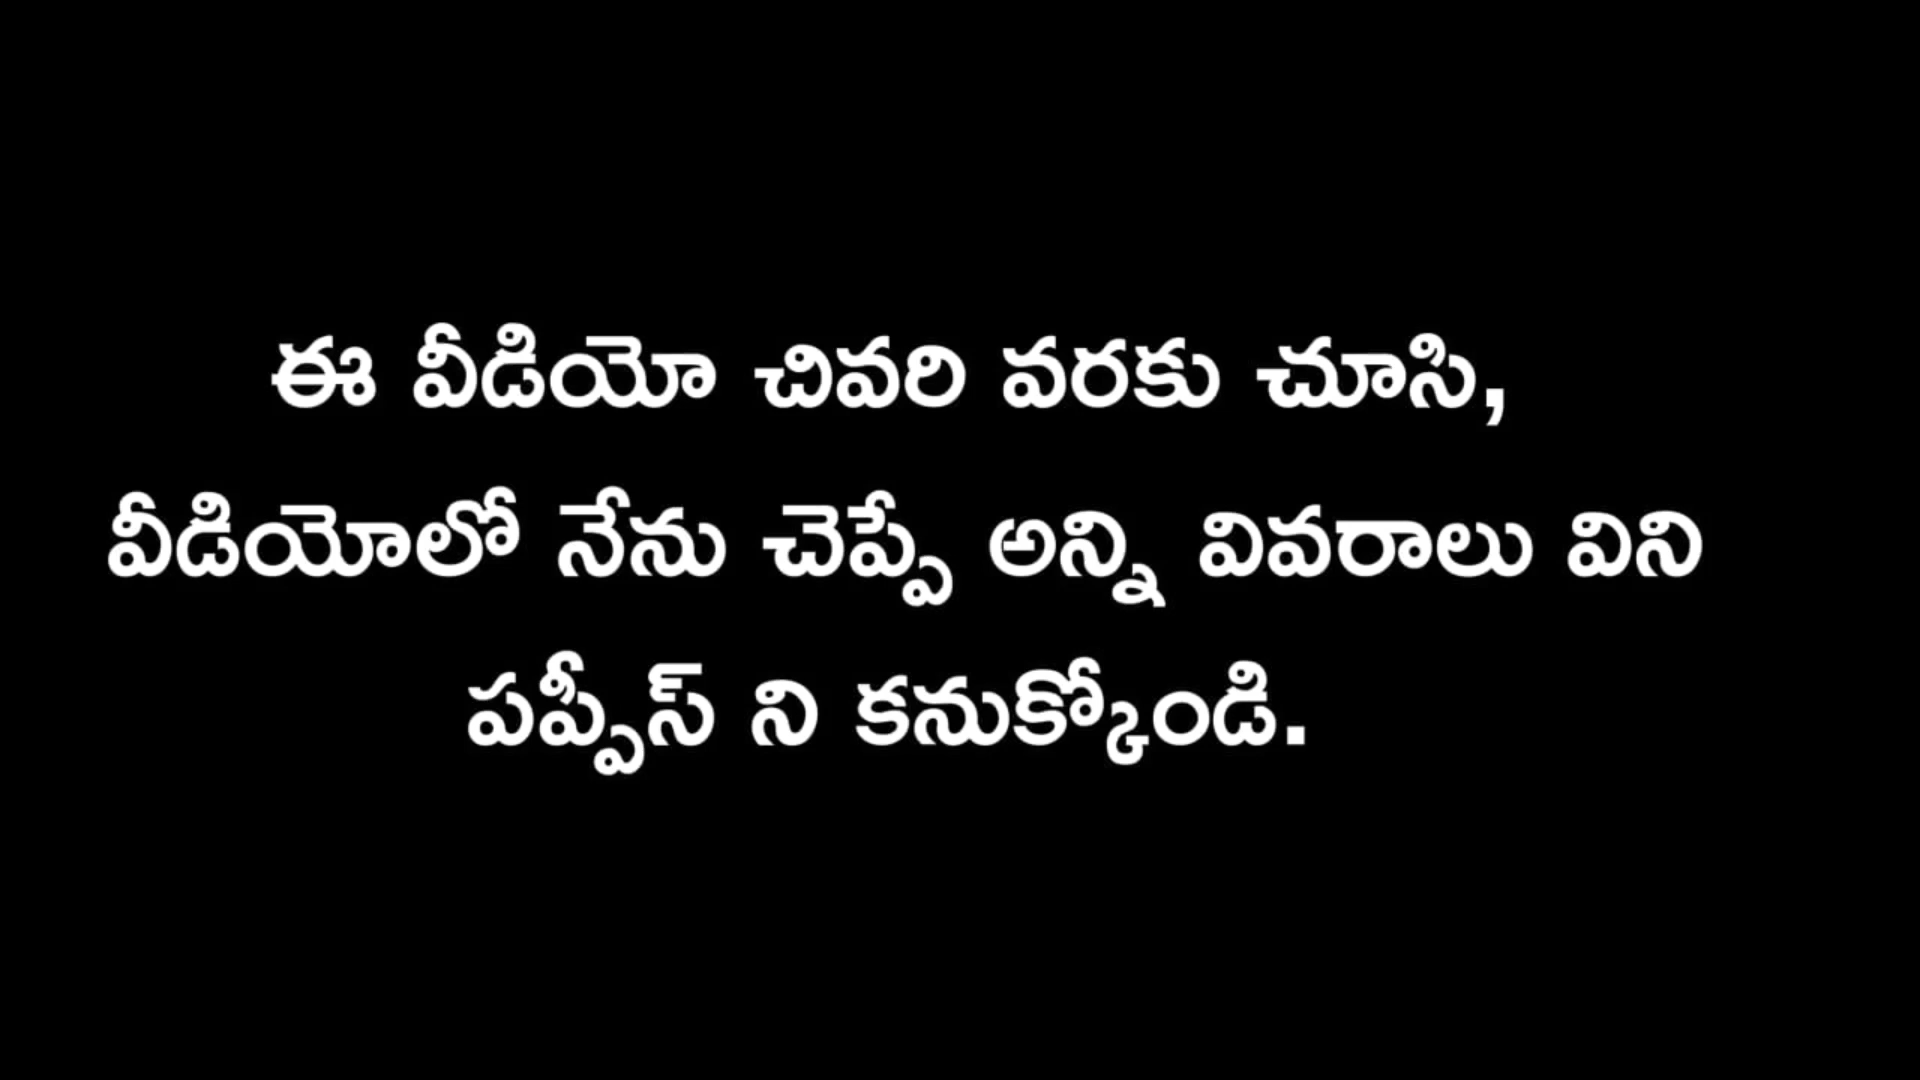 ఈ వీడియో చివరి వరకు చూసి,
వీడియోలో నేను చెప్పే అన్ని వివరాలు విని
పప్పీస్ ని కనుక్కోండి.